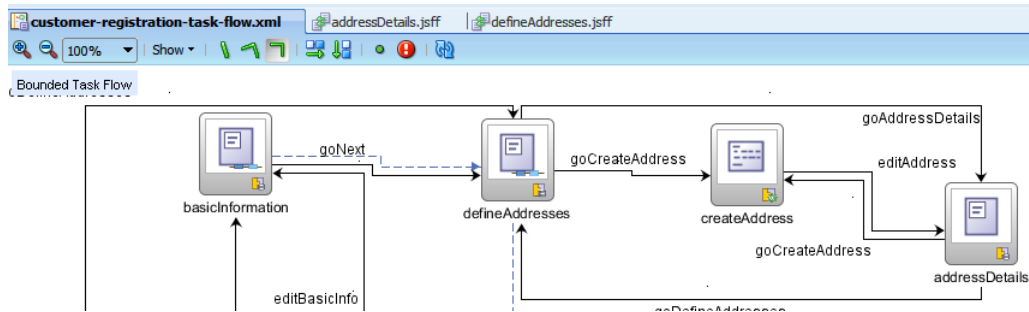 customer-registration-task-flow.xml addressDetails.jsff defineAddresses.jsff
100% Show
Bounded Task Flow
goAddressDetails
goNext
goCreateAddress
editAddress
basicInformation
defineAddresses
createAddress
goCreateAddress
addressDetails
editBasicInfo
goDefineAddresses